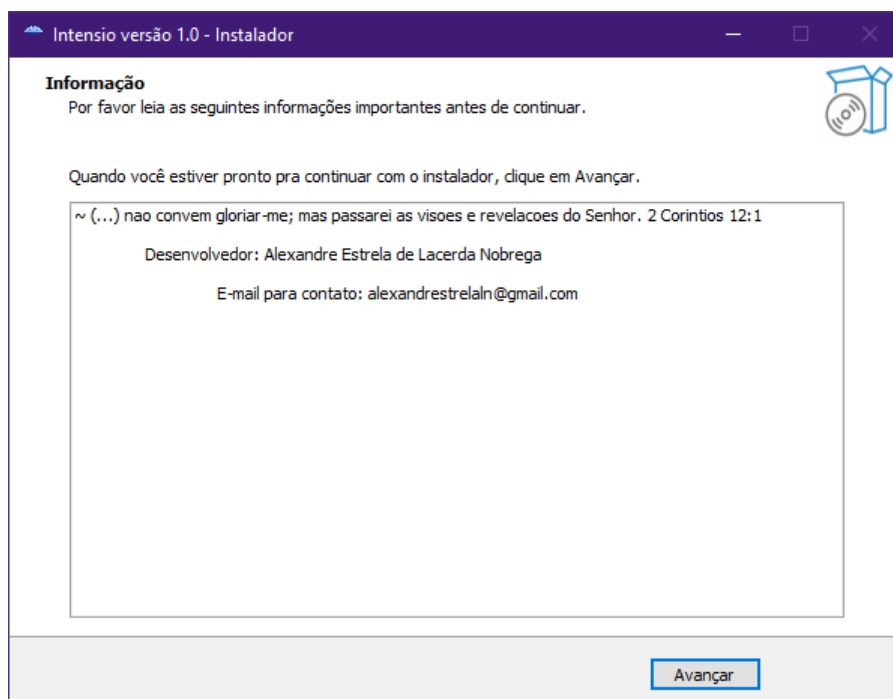 Intensio versão 1.0 - Instalador
Informação
Por favor leia as seguintes informações importantes antes de continuar.
Quando você estiver pronto pra continuar com o instalador, clique em Avançar.
~ (...) nao convem gloriar-me; mas passarei as visoes e revelacoes do Senhor. 2 Corintios 12:1
Desenvolvedor: Alexandre Estrela de Lacerda Nobrega
E-mail para contato: alexandrestrelaln@gmail.com
Avançar